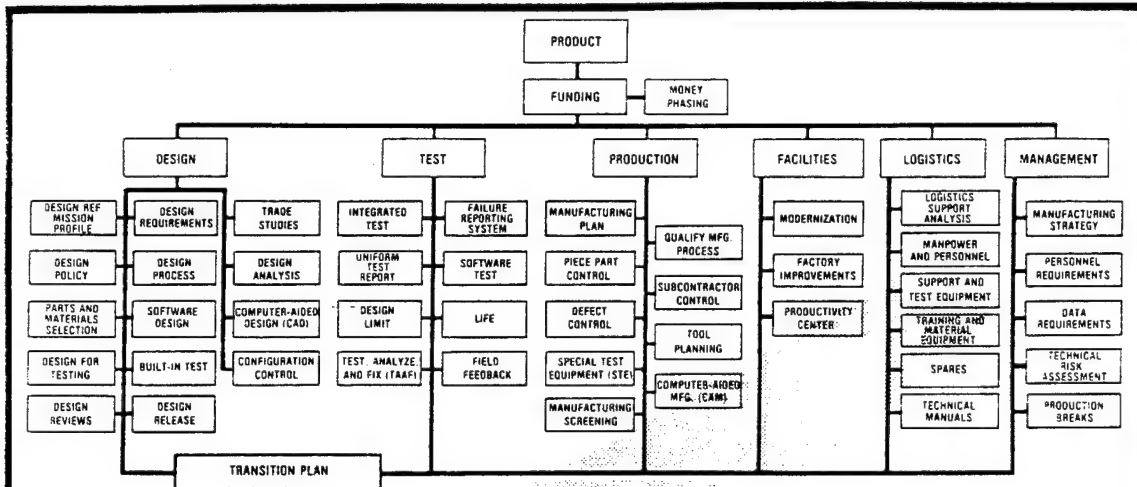 PRODUCT
FUNDING
MONEY
PHASING
DESIGN
TEST
PRODUCTION
FACILITIES
LOGISTICS
MANAGEMENT
DESIGN REF
MISSION
PROFILE
DESIGN
REQUIREMENTS
TRADE
STUDIES
DESIGN
POLICY
DESIGN
PROCESS
DESIGN
ANALYSIS
PARTS AND
MATERIALS
SELECTION
SOFTWARE
DESIGN
COMPUTER-AIDED
DESIGN (CAD)
DESIGN FOR
TESTING
BUILT-IN TEST
CONFIGURATION
CONTROL
DESIGN
REVIEWS
DESIGN
RELEASE
INTEGRATED
TEST
FAILURE
REPORTING
SYSTEM
UNIFORM
TEST
REPORT
SOFTWARE
TEST
DESIGN
LIMIT
LIFE
TEST, ANALYZE,
AND FIX (TAAF)
FIELD
FEEDBACK
MANUFACTURING
PLAN
QUALIFY MFG.
PROCESS
PIECE PART
CONTROL
SUBCONTRACTOR
CONTROL
DEFECT
CONTROL
TOOL
PLANNING
SPECIAL TEST
EQUIPMENT (STE)
COMPUTER-AIDED
MFG. (CAM)
MANUFACTURING
SCREENING
MODERNIZATION
FACTORY
IMPROVEMENTS
PRODUCTIVITY
CENTER
LOGISTICS
SUPPORT
ANALYSIS
MANPOWER
AND PERSONNEL
SUPPORT AND
TEST EQUIPMENT
TRAINING AND
MATERIAL
EQUIPMENT
SPARES
TECHNICAL
MANUALS
MANUFACTURING
STRATEGY
PERSONNEL
REQUIREMENTS
DATA
REQUIREMENTS
TECHNICAL
RISK
ASSESSMENT
PRODUCTION
BREAKS
TRANSITION PLAN